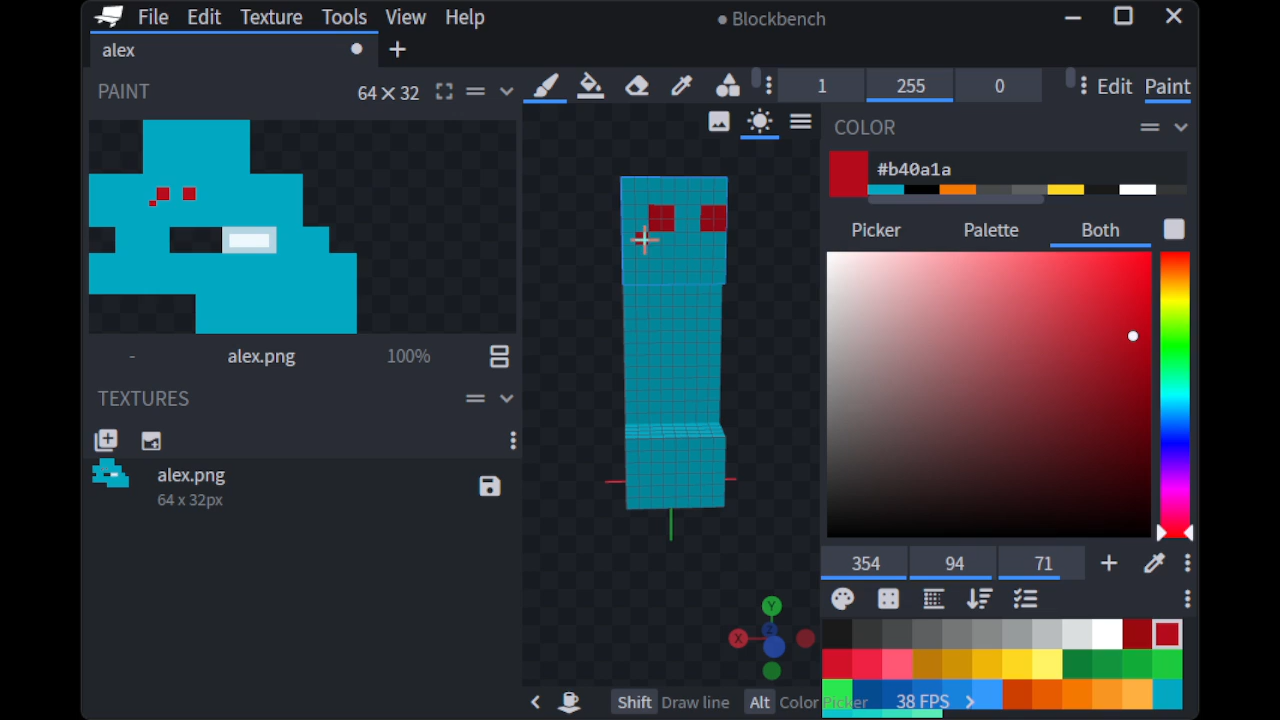 File Edit Texture Tools View Help
Blockbench
alex
PAINT
64×32
1
255
0
Edit Paint
COLOR
#b40a1a
Picker Palette Both
- alex.png 100%
TEXTURES
alex.png
64 x 32px
354 94 71
Y
X
Z
Shift Draw line Alt Color Picker 38 FPS